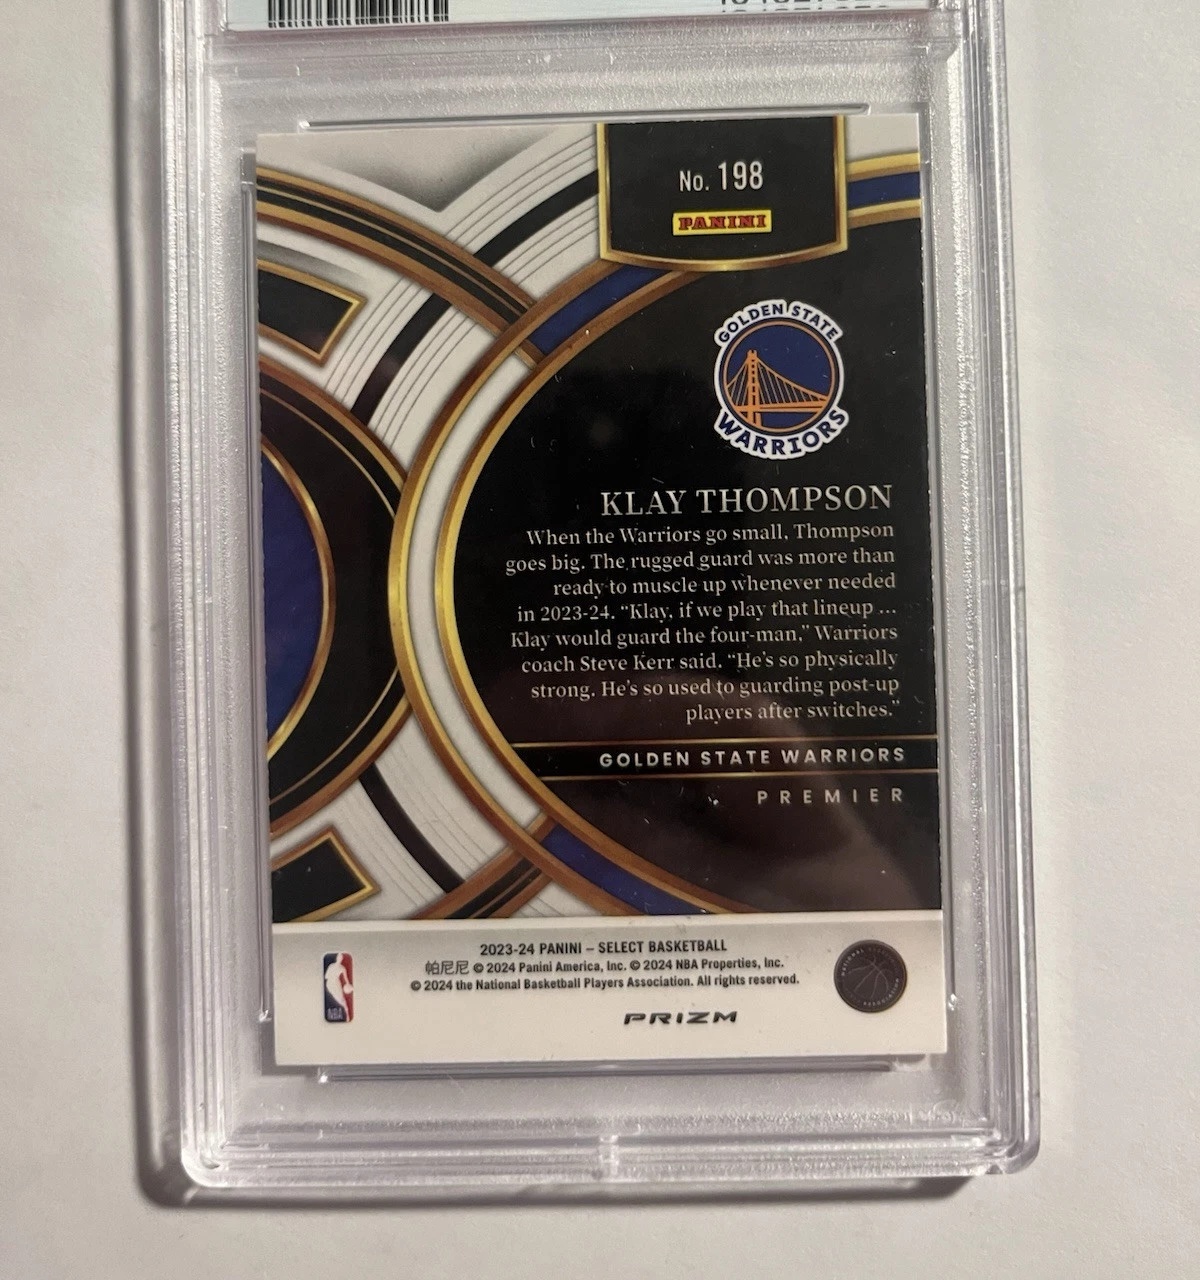 No. 198
PANINI
GOLDEN STATE
WARRIORS
KLAY THOMPSON
When the Warriors go small, Thompson
goes big. The rugged guard was more than
ready to muscle up whenever needed
in 2023-24. “Klay, if we play that lineup ...
Klay would guard the four-man,” Warriors
coach Steve Kerr said. “He’s so physically
strong. He’s so used to guarding post-up
players after switches.”
GOLDEN STATE WARRIORS
PREMIER
2023-24 PANINI – SELECT BASKETBALL
帕尼尼 © 2024 Panini America, Inc. © 2024 NBA Properties, Inc.
© 2024 the National Basketball Players Association. All rights reserved.
NBA
NATIONAL
ASSOCIATION
PRIZM